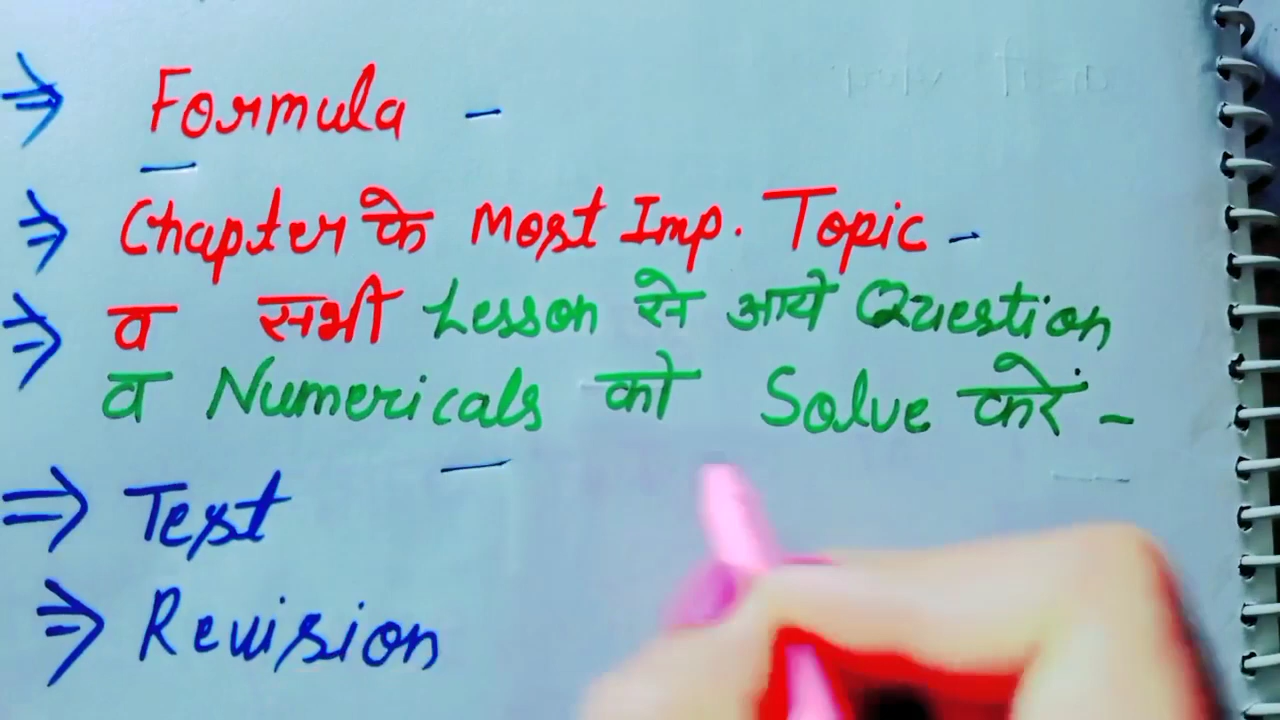 ⇒ Formula -
⇒ Chapter के Most Imp. Topic -
⇒ व सभी Lesson से आये Question
व Numericals को Solve करें -
⇒ Test
⇒ Revision